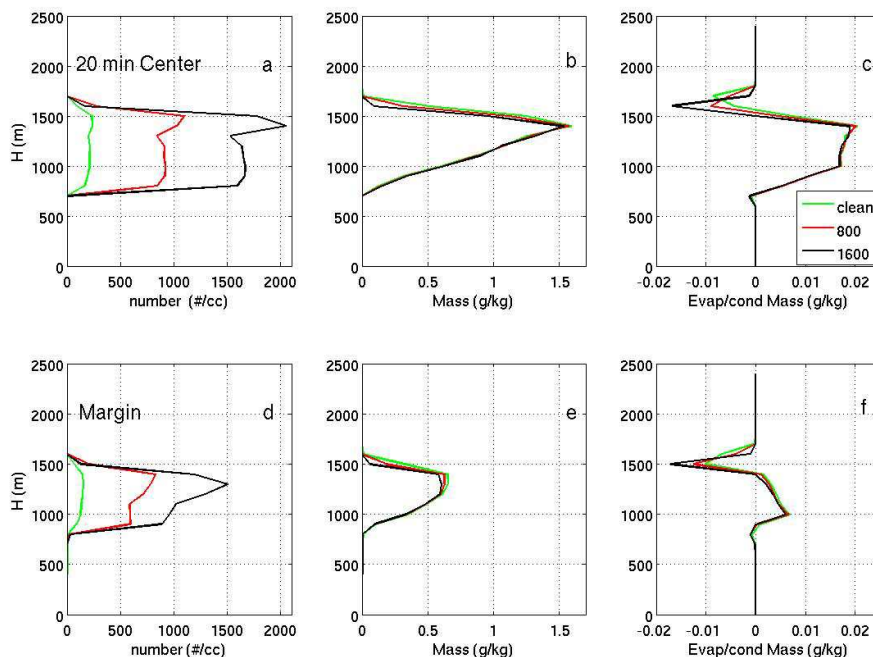 2500
2000
1500
1000
500
0
H (m)
20 min Center
a
0 500 1000 1500 2000
number (#/cc)
2500
2000
1500
1000
500
0
b
0 0.5 1 1.5
Mass (g/kg)
2500
2000
1500
1000
500
0
c
clean
800
1600
-0.02 -0.01 0 0.01 0.02
Evap/cond Mass (g/kg)
2500
2000
1500
1000
500
0
H (m)
Margin
d
0 500 1000 1500 2000
number (#/cc)
2500
2000
1500
1000
500
0
e
0 0.5 1 1.5
Mass (g/kg)
2500
2000
1500
1000
500
0
f
-0.02 -0.01 0 0.01 0.02
Evap/cond Mass (g/kg)